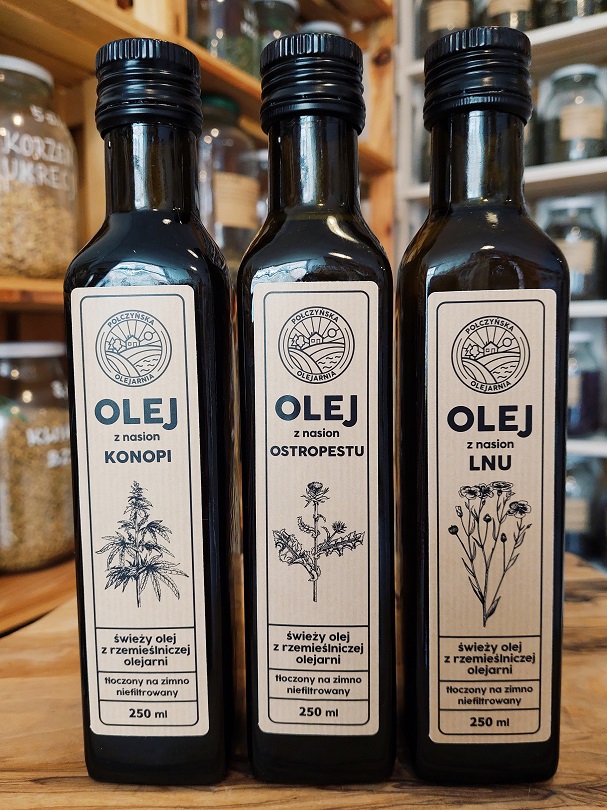 KORZEŃ
POLCZYŃSKA
OLEJARNIA
OLEJ
z nasion
KONOPI
świeży olej
z rzemieślniczej
olejarni
tłoczony na zimno
niefiltrowany
250 ml
POLCZYŃSKA
OLEJARNIA
OLEJ
z nasion
OSTROPESTU
świeży olej
z rzemieślniczej
olejarni
tłoczony na zimno
niefiltrowany
250 ml
POLCZYŃSKA
OLEJARNIA
OLEJ
z nasion
LNU
świeży olej
z rzemieślniczej
olejarni
tłoczony na zimno
niefiltrowany
250 ml